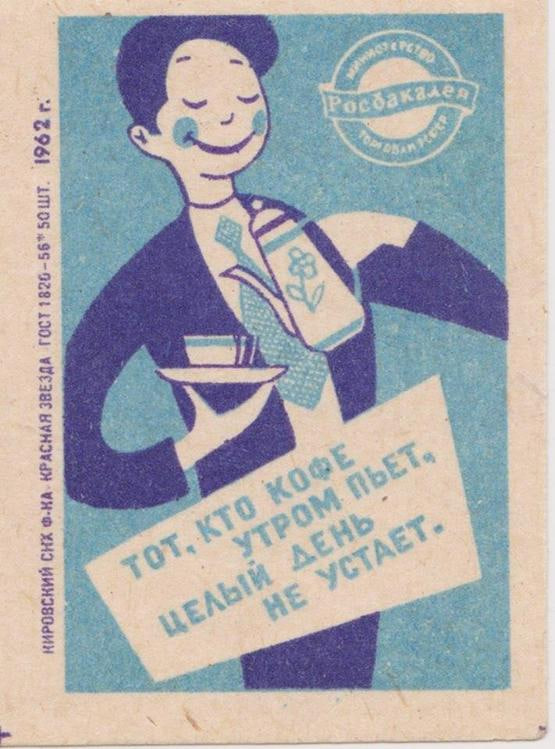 МИНИСТЕРСТВО
Росбакалея
ТОРГОВЛИ РСФСР
ТОТ, КТО КОФЕ
УТРОМ ПЬЕТ,
ЦЕЛЫЙ ДЕНЬ
НЕ УСТАЕТ.
КИРОВСКИЙ СНХ Ф-КА КРАСНАЯ ЗВЕЗДА ГОСТ 1820-56* 50 ШТ. 1962 г.